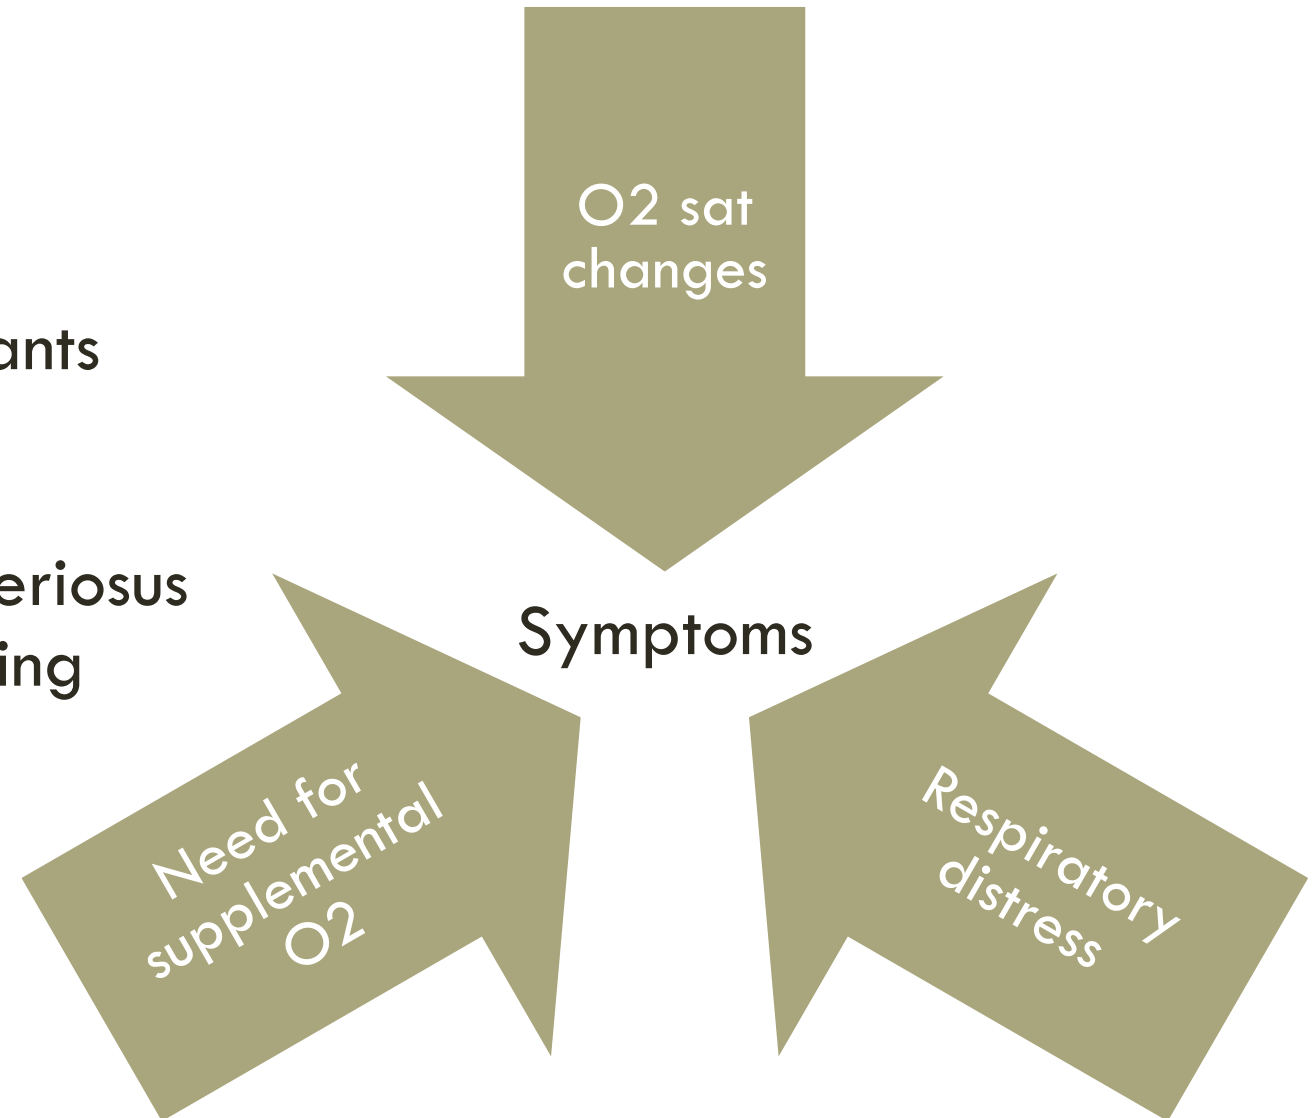 O2 sat
changes
ants
eriosus
ing
Symptoms
Need for
supplemental
O2
Respiratory
distress